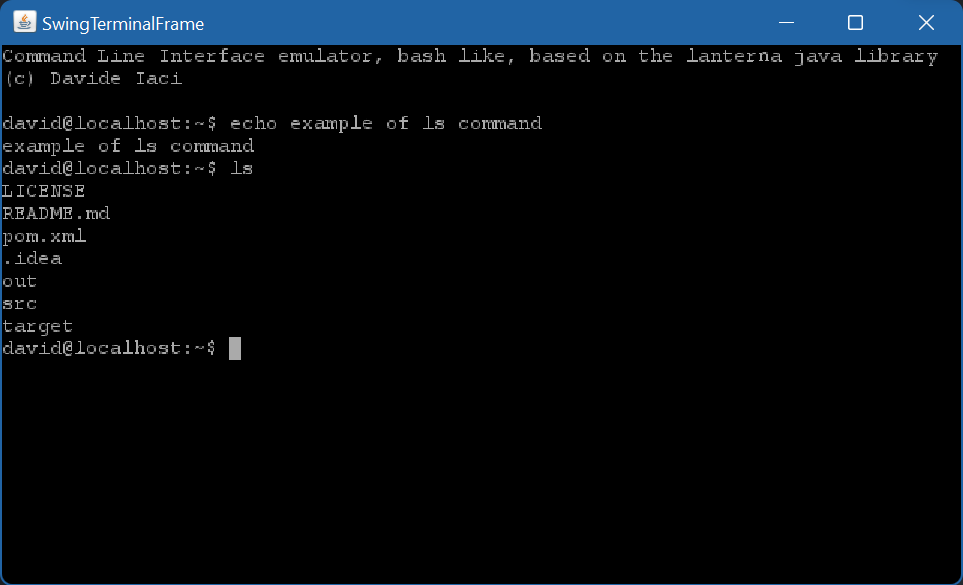 SwingTerminalFrame
Command Line Interface emulator, bash like, based on the lanterna java library
(c) Davide Iaci
david@localhost:~$ echo example of ls command
example of ls command
david@localhost:~$ ls
LICENSE
README.md
pom.xml
.idea
out
src
target
david@localhost:~$